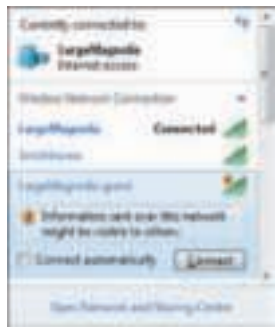 Currently connected to:
LargeMagnolia
Internet access
Wireless Network Connection
LargeMagnolia Connected
LargeMagnolia-guest
Information sent over this network
might be visible to others.
Connect automatically Connect
Open Network and Sharing Center